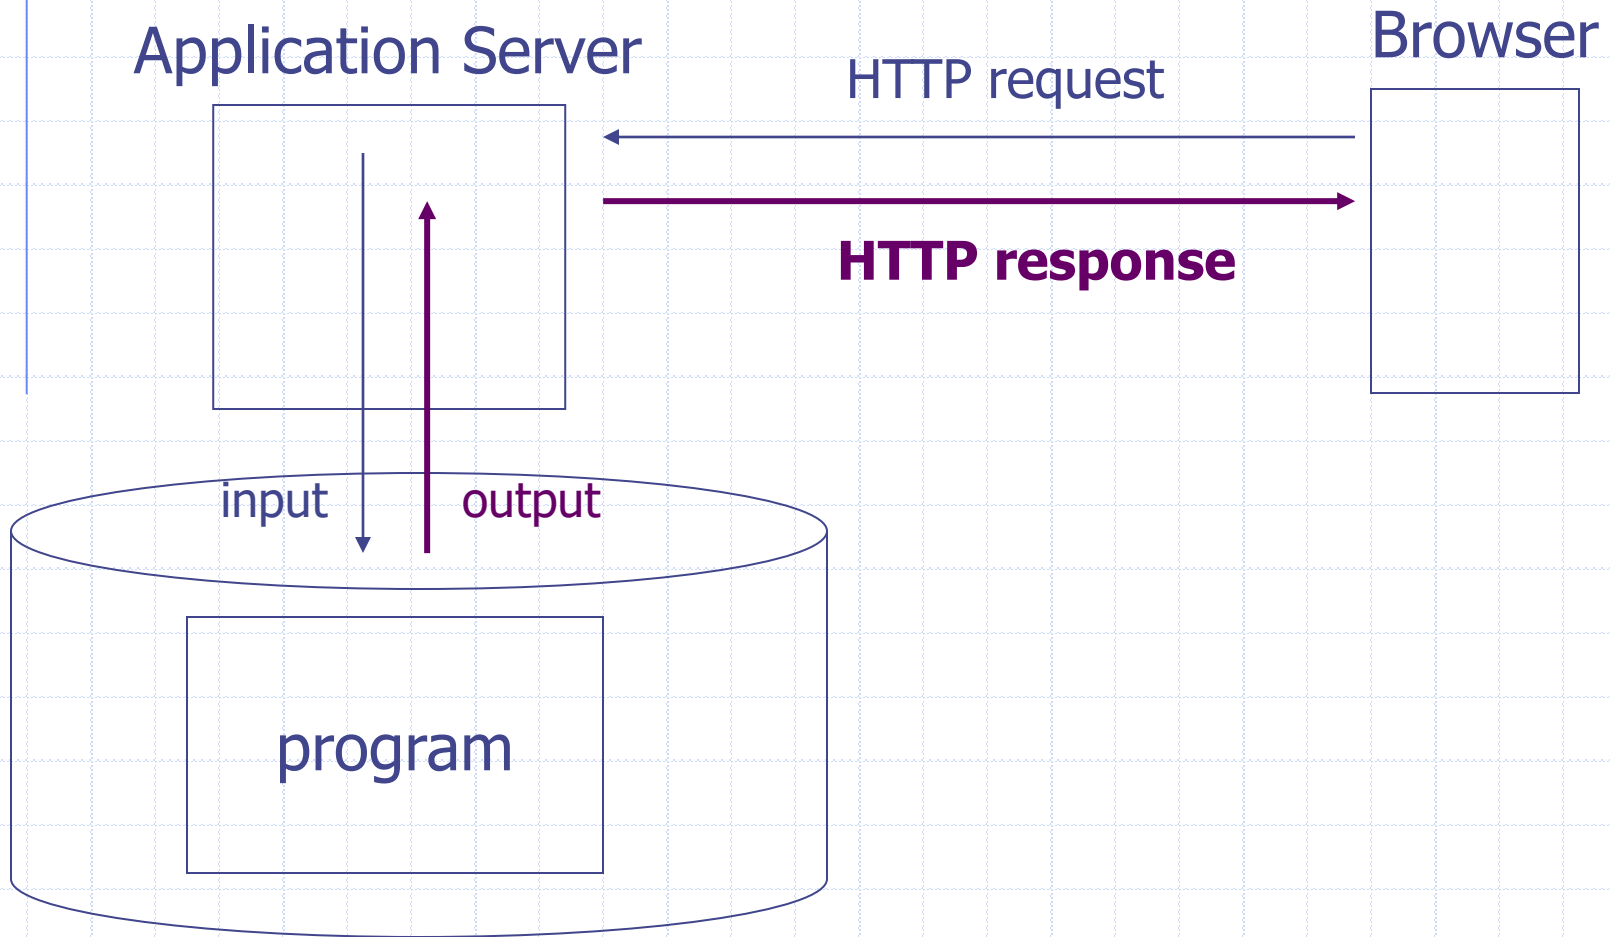 Application Server
Browser
HTTP request
HTTP response
input
output
program